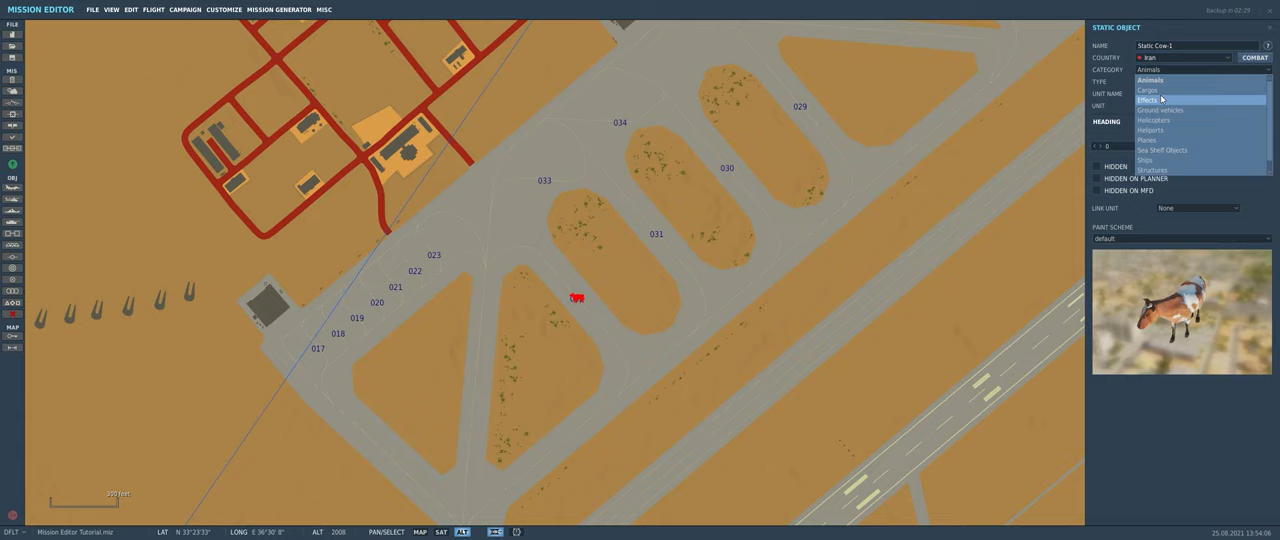 MISSION EDITOR FILE VIEW EDIT FLIGHT CAMPAIGN CUSTOMIZE MISSION GENERATOR MISC backup in 02:29 ×
FILE
MIS
OBJ
MAP
STATIC OBJECT ×
NAME Static Cow-1 ?
COUNTRY Iran COMBAT
CATEGORY Animals
TYPE
UNIT NAME
UNIT
HEADING
Animals
Cargos
Effects
Ground vehicles
Helicopters
Heliports
Planes
Sea Shelf Objects
Ships
Structures
< > 0
HIDDEN
HIDDEN ON PLANNER
HIDDEN ON MFD
LINK UNIT None
PAINT SCHEME
default
029
034
030
033
031
023
022
021
020
019
018
017
300 feet
DFLT Mission Editor Tutorial.miz LAT N 33°23'33" LONG E 36°30' 8" ALT 2008 PAN/SELECT MAP SAT ALT 25.08.2021 13:54:06